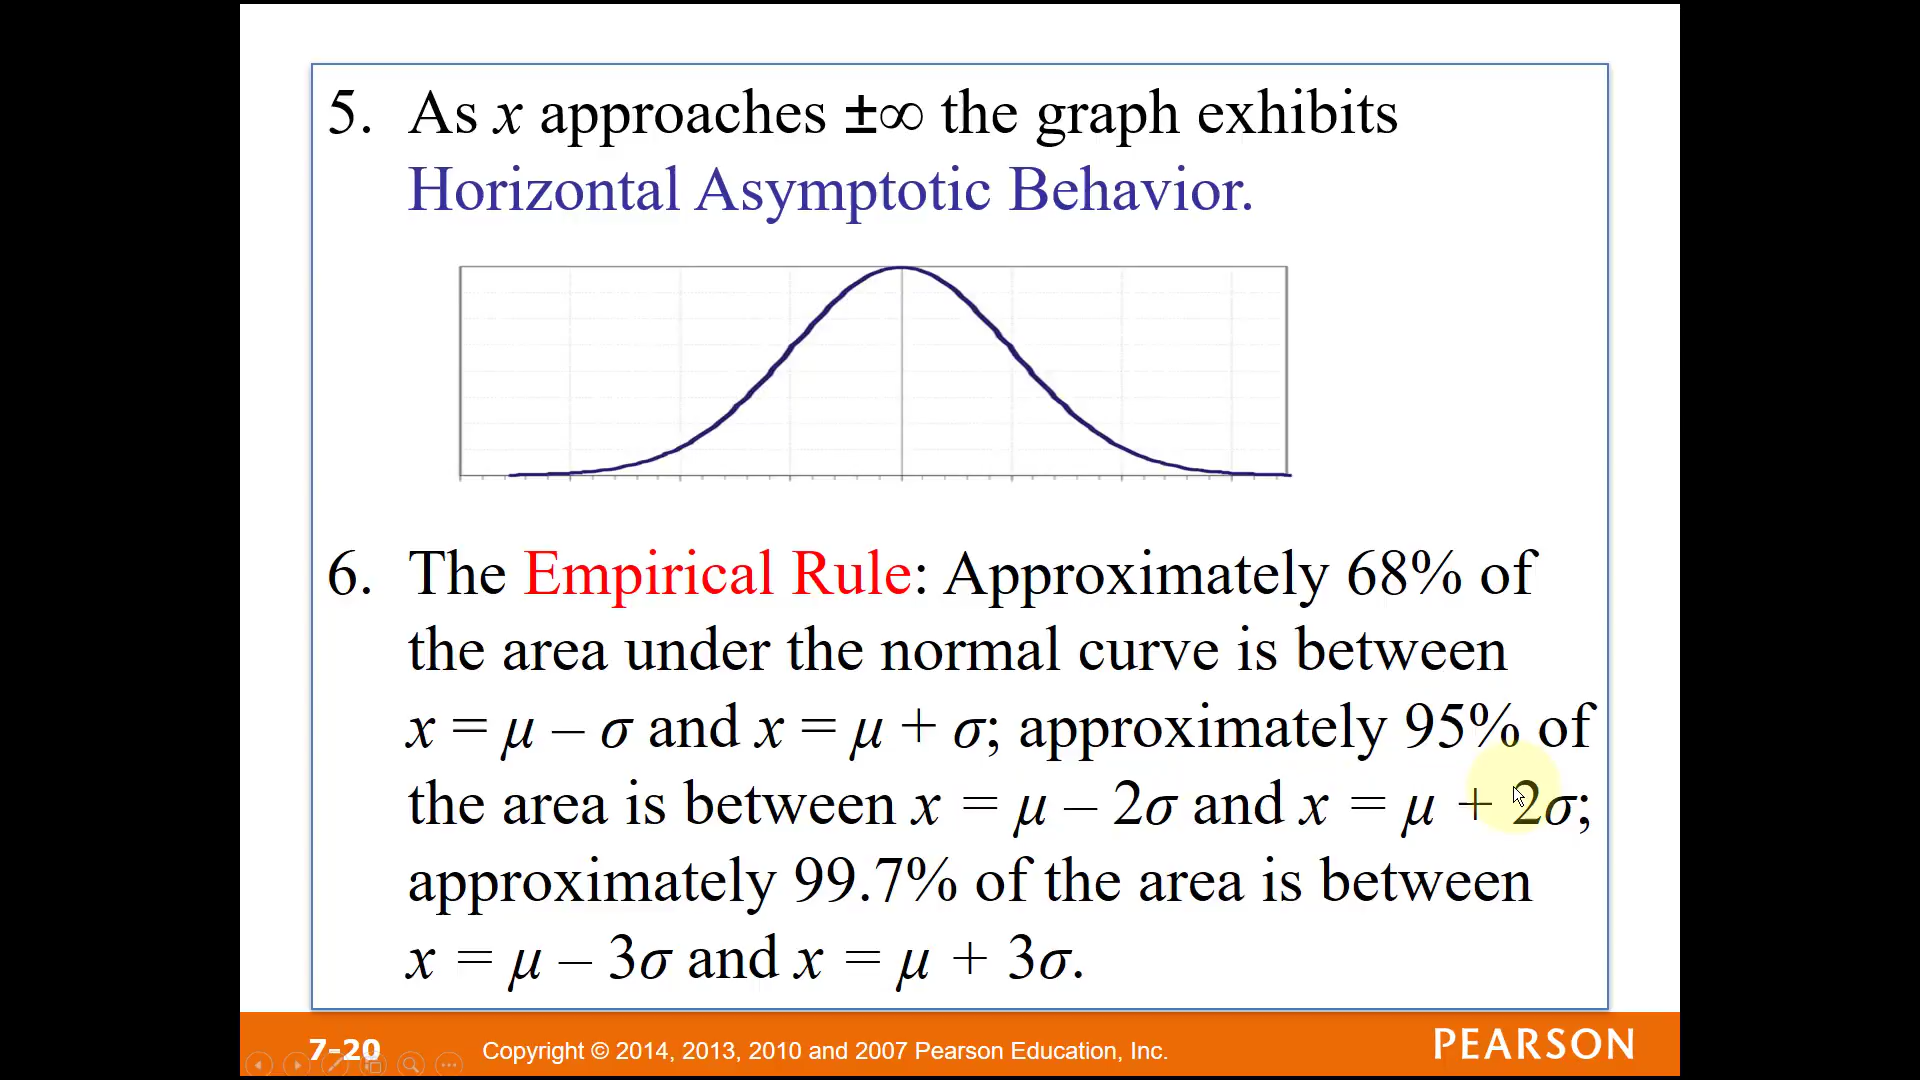 5. As x approaches ±∞ the graph exhibits
Horizontal Asymptotic Behavior.
6. The Empirical Rule: Approximately 68% of
the area under the normal curve is between
x = μ – σ and x = μ + σ; approximately 95% of
the area is between x = μ – 2σ and x = μ + 2σ;
approximately 99.7% of the area is between
x = μ – 3σ and x = μ + 3σ.
7-20 Copyright © 2014, 2013, 2010 and 2007 Pearson Education, Inc. PEARSON